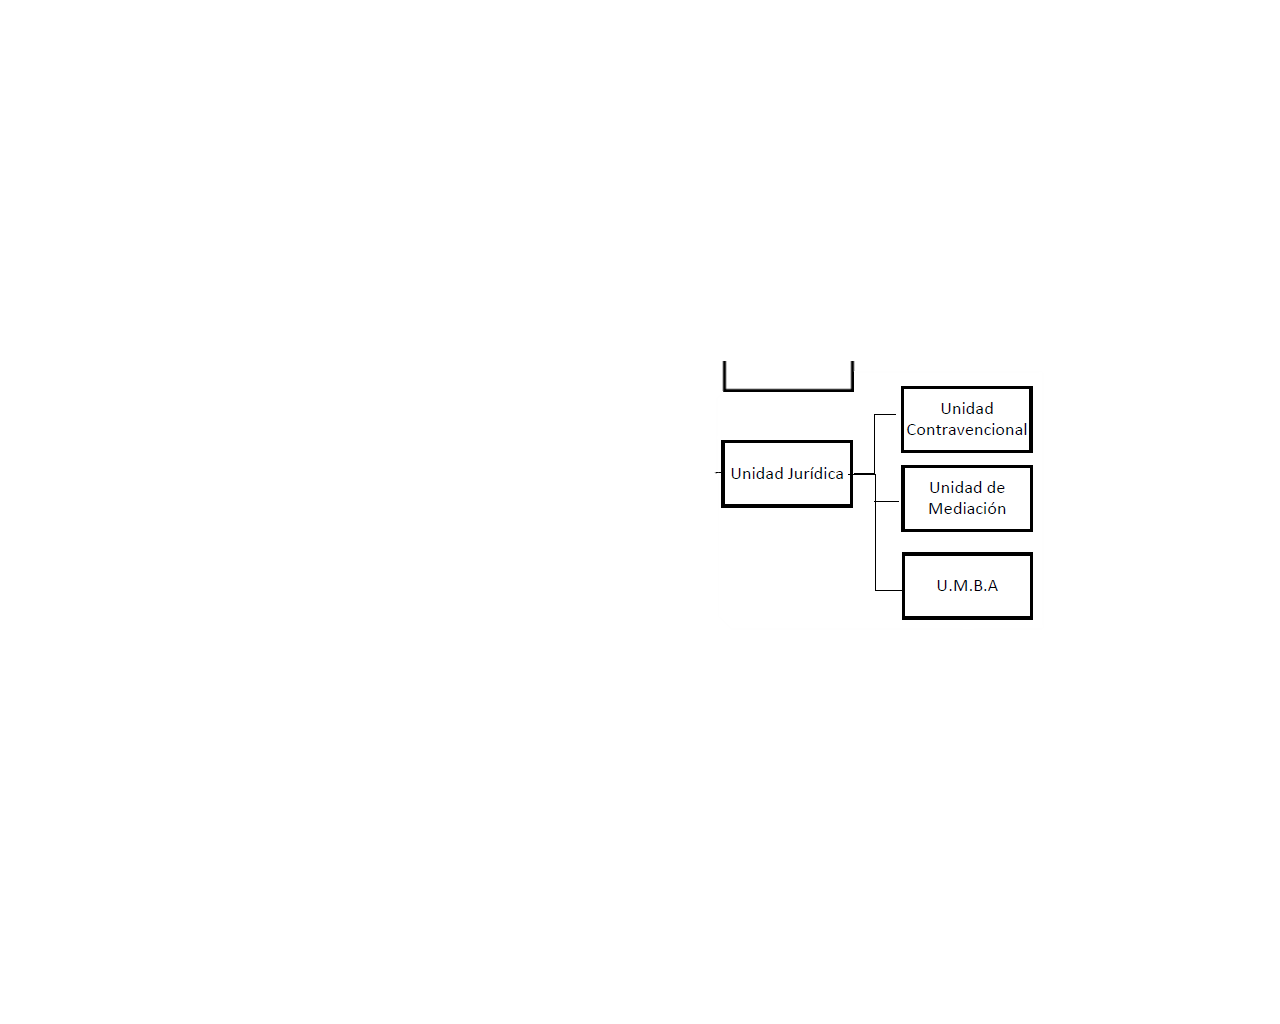 Unidad
Contravencional
Unidad Jurídica
Unidad de
Mediación
U.M.B.A